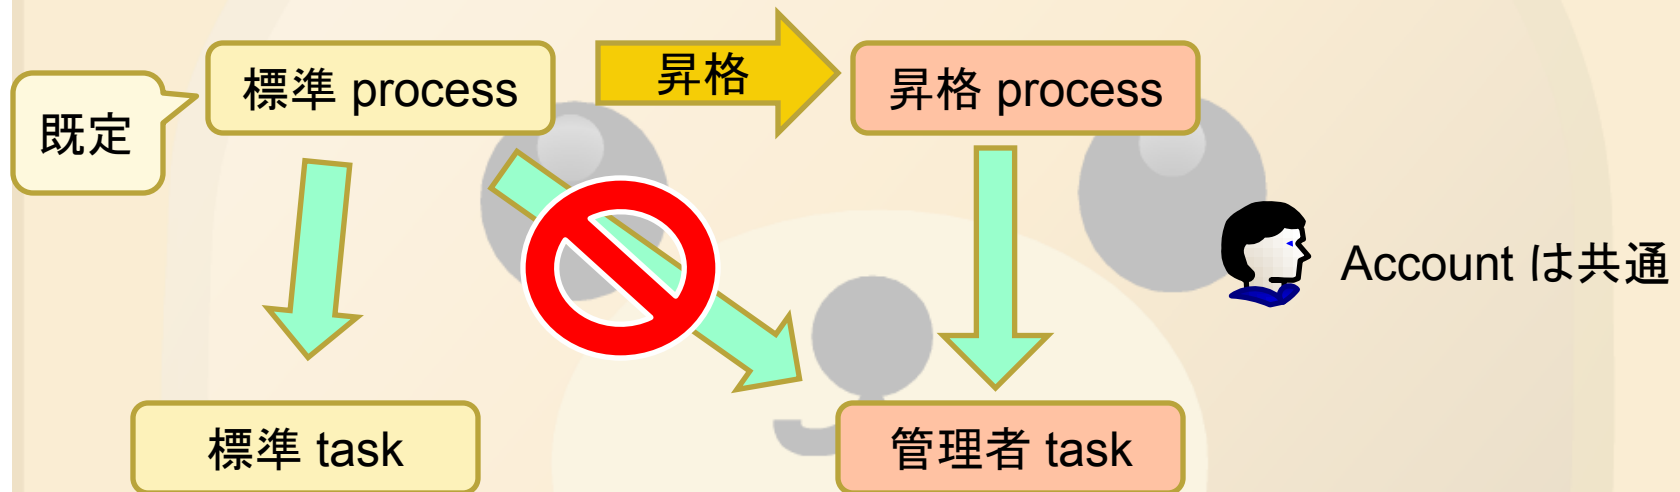 標準 process
昇格
昇格 process
既定
Account は共通
標準 task
管理者 task